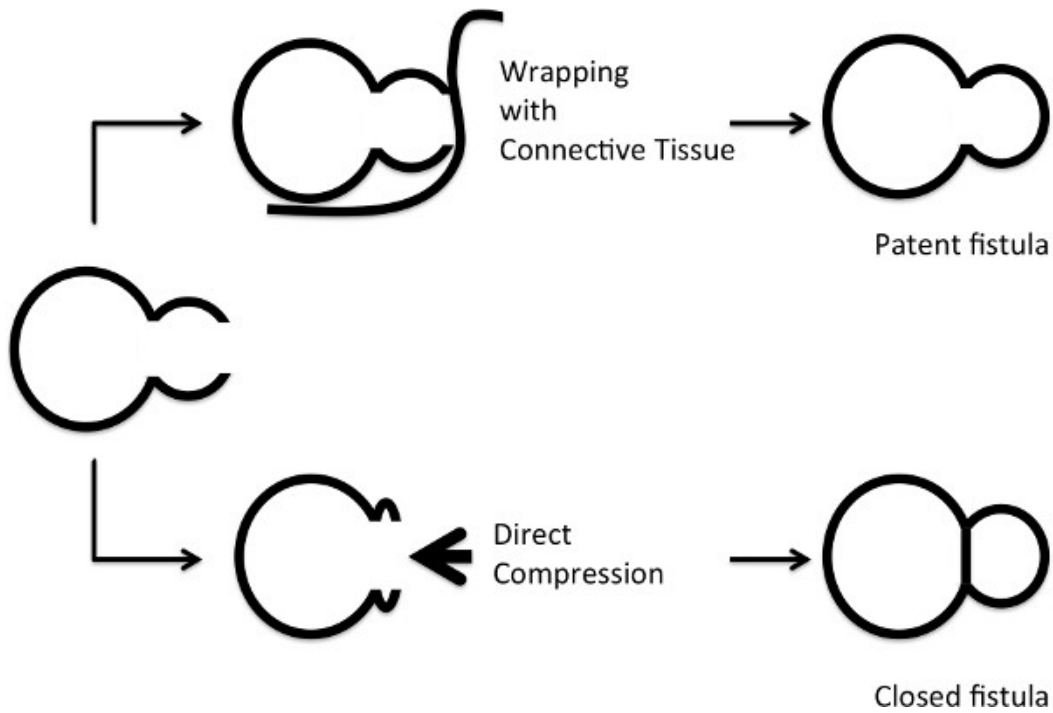 Wrapping
with
Connective Tissue
Patent fistula
Direct
Compression
Closed fistula